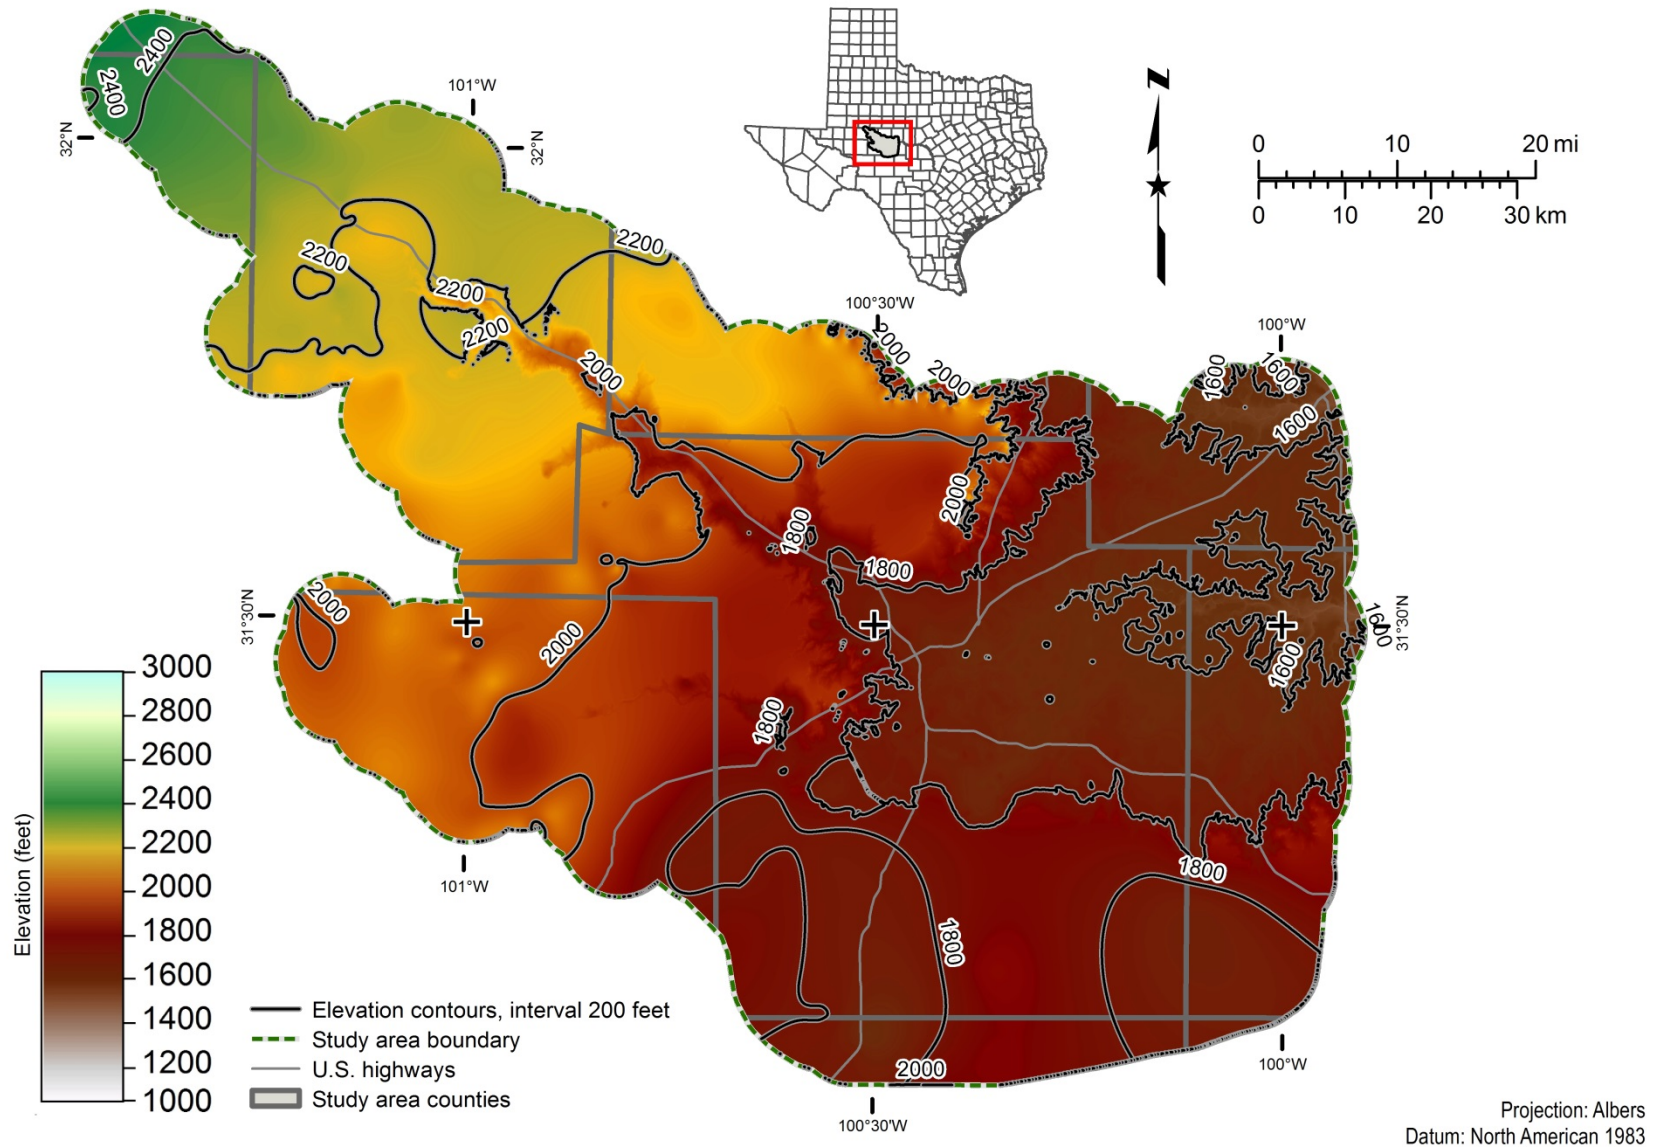 2400
2400
101°W
32°N
32°N
N
0 10 20 mi
0 10 20 30 km
2200
2200
2200
2200
100°30'W
2000
2000
2000
100°W
1600
1600
1600
2000
1800
1800
31°30'N
2000
2000
1600
31°30'N
1600
1800
101°W
1800
1800
2000
100°W
100°30'W
Elevation (feet)
3000
2800
2600
2400
2200
2000
1800
1600
1400
1200
1000
Elevation contours, interval 200 feet
Study area boundary
U.S. highways
Study area counties
Projection: Albers
Datum: North American 1983